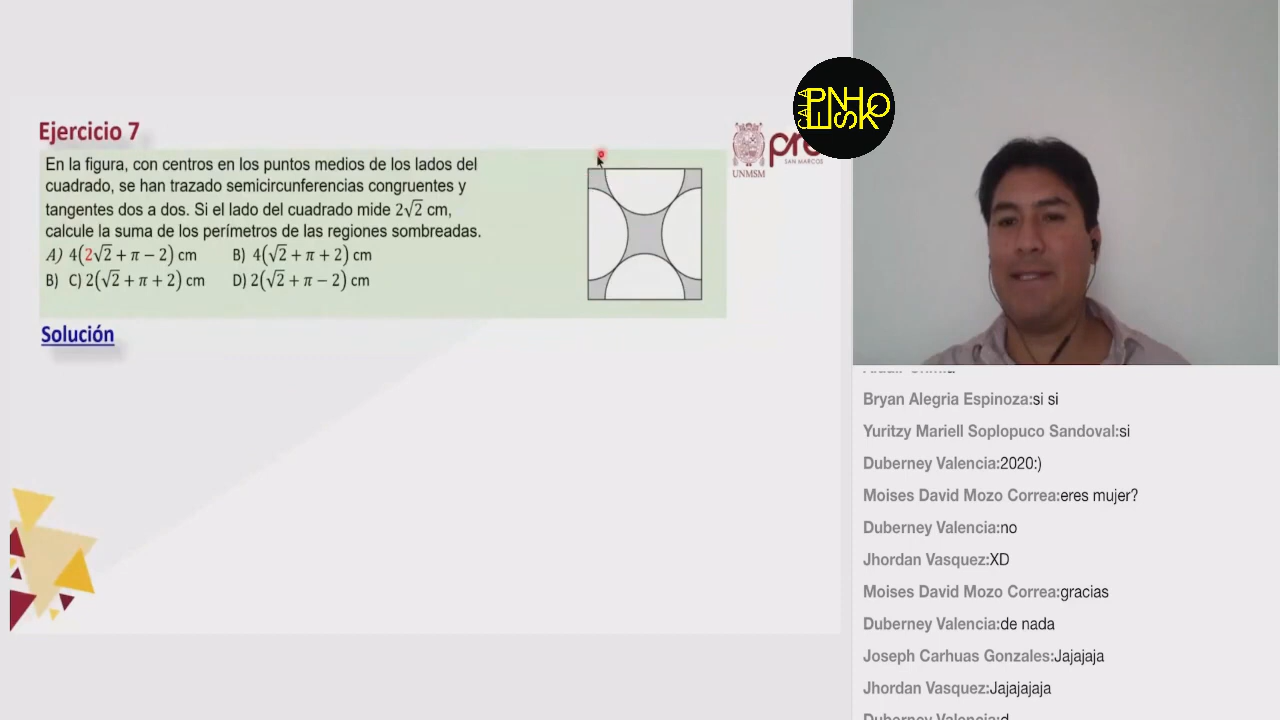 Ejercicio 7
En la figura, con centros en los puntos medios de los lados del
cuadrado, se han trazado semicircunferencias congruentes y
tangentes dos a dos. Si el lado del cuadrado mide 2√2 cm,
calcule la suma de los perímetros de las regiones sombreadas.
A) 4(2√2 + π − 2) cm B) 4(√2 + π + 2) cm
B) C) 2(√2 + π + 2) cm D) 2(√2 + π − 2) cm
Solución
UNMSM
SAN MARCOS
CALA
Bryan Alegria Espinoza:si si
Yuritzy Mariell Soplopuco Sandoval:si
Duberney Valencia:2020:)
Moises David Mozo Correa:eres mujer?
Duberney Valencia:no
Jhordan Vasquez:XD
Moises David Mozo Correa:gracias
Duberney Valencia:de nada
Joseph Carhuas Gonzales:Jajajaja
Jhordan Vasquez:Jajajajaja
Duberney Valencia:d